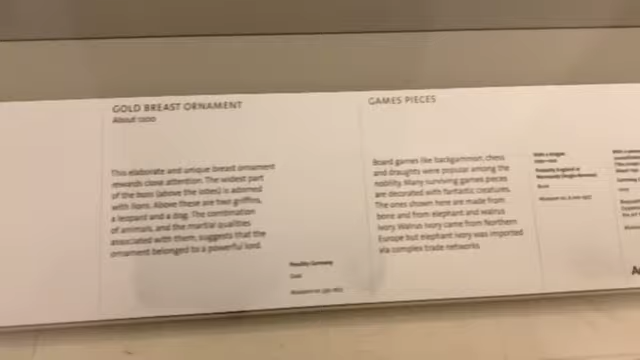 GOLD BREAST ORNAMENT
About 1000
This elaborate and unique breast ornament
rewards close attention. The widest part
of the boss (above the lobes) is adorned
with lions. Above these are two griffins,
a leopard and a dog. The combination
of animals, and the martial qualities
associated with them, suggests that the
ornament belonged to a powerful lord.
Possibly Germany
Gold
GAMES PIECES
Board games like backgammon, chess
and draughts were popular among the
nobility. Many surviving games pieces
are decorated with fantastic creatures.
The ones shown here are made from
bone and from elephant and walrus
ivory. Walrus ivory came from Northern
Europe but elephant ivory was imported
via complex trade networks